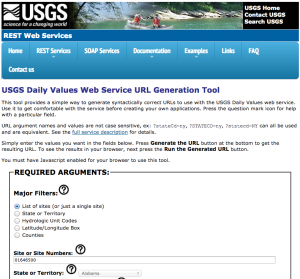 USGS
science for a changing world
USGS Home
Contact USGS
Search USGS
REST Web Services
Home
REST Services
SOAP Services
Documentation
Examples
Links
FAQ
Contact us
USGS Daily Values Web Service URL Generation Tool
This tool provides a simple way to generate syntactically correct URLs to use with the USGS Daily Values web service.
Use it to get comfortable with the service before creating your own applications. Press the question mark icon for help
with a particular field.
URL argument names and values are not case sensitive, ex: ?stateCd=ny, ?STATECD=ny, ?statecd=NY can all be used
and are equivalent. See the full service description for details.
Simply enter the values you want in the fields below. Press Generate the URL button at the bottom to get the
resulting URL. To see the results in your browser, next press the Run the Generated URL button.
You must have Javascript enabled for your browser to use this tool.
REQUIRED ARGUMENTS: ?
Major Filters: ?
List of sites (or just a single site)
State or Territory
Hydrologic Unit Codes
Latitude/Longitude Box
Counties
Site or Site Numbers: ?
01646500
State or Territory: ?
Alabama